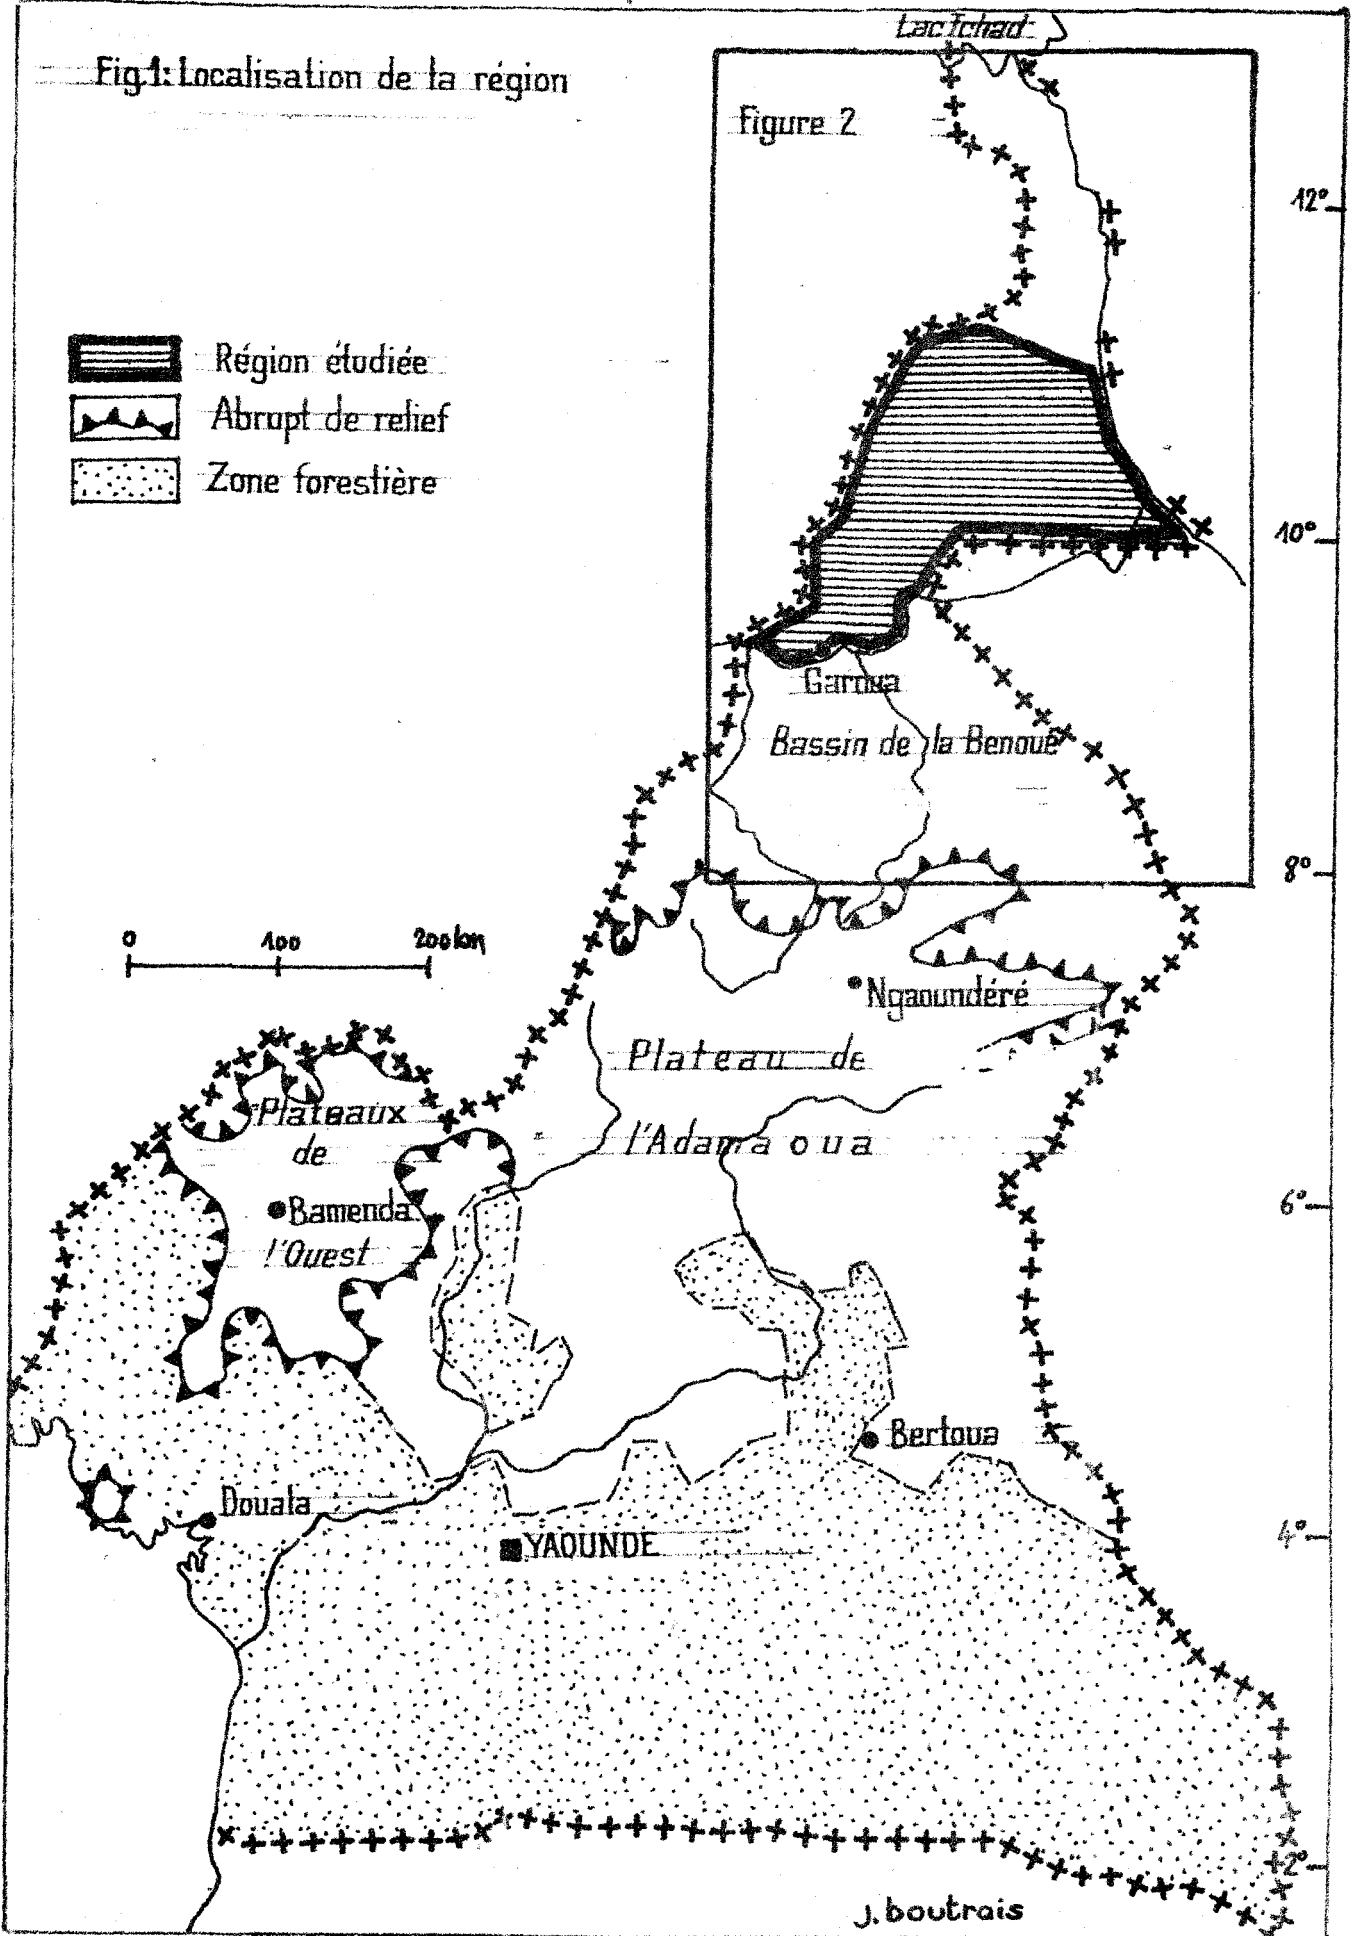 Lac Tchad
Fig.1: Localisation de la région
Figure 2
12°
Région étudiée
Abrupt de relief
Zone forestière
10°
Garoua
Bassin de la Benoué
8°
0 100 200 km
Ngaoundéré
Plateau de
l'Adamaoua
Plateaux
de
l'Ouest
Bamenda
6°
Bertoua
Douala
YAOUNDE
4°
2°
j. boutrais